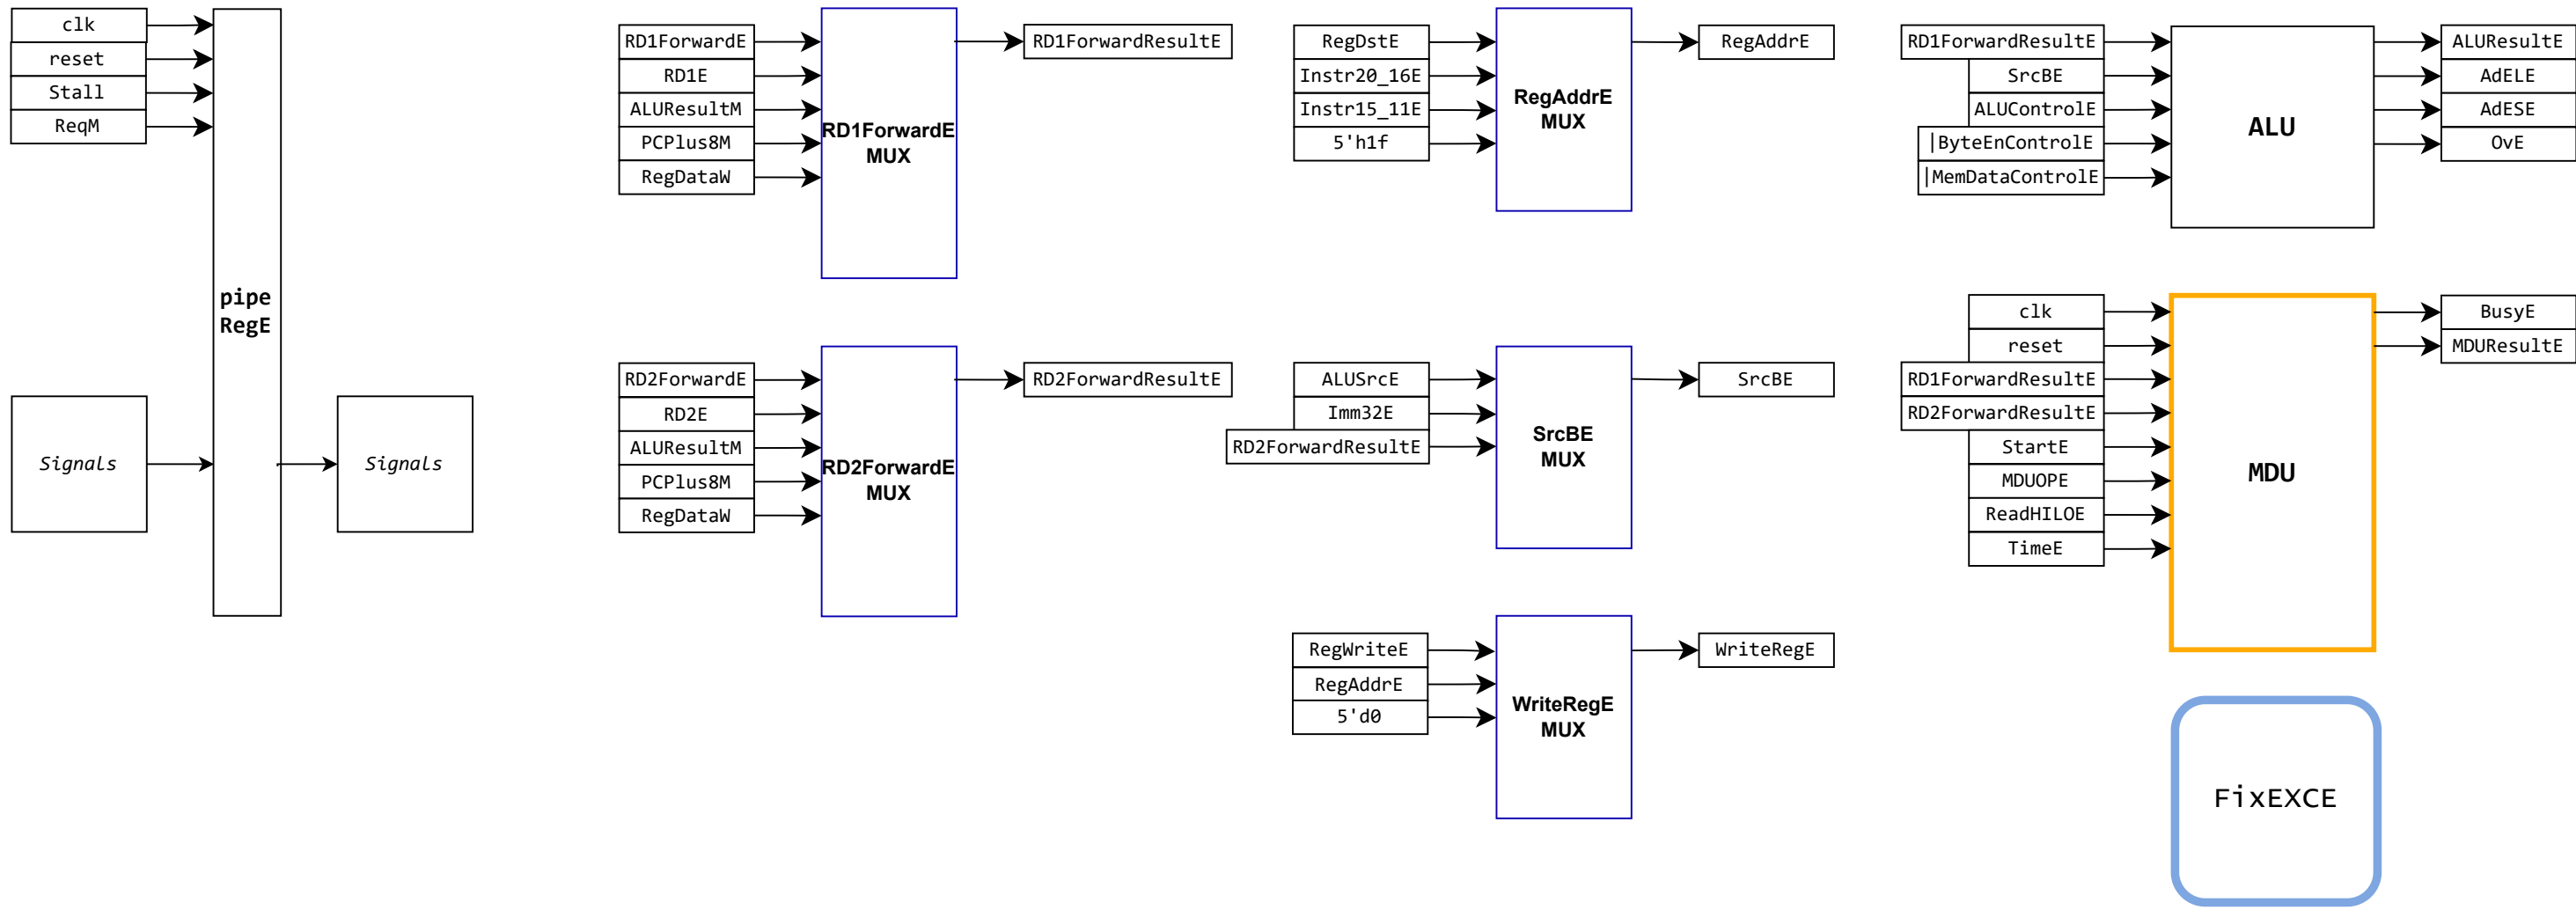 clk
reset
Stall
ReqM
pipe
RegE
Signals
Signals
RD1ForwardE
RD1E
ALUResultM
PCPlus8M
RegDataW
RD1ForwardE
MUX
RD1ForwardResultE
RD2ForwardE
RD2E
ALUResultM
PCPlus8M
RegDataW
RD2ForwardE
MUX
RD2ForwardResultE
RegDstE
Instr20_16E
Instr15_11E
5'h1f
RegAddrE
MUX
RegAddrE
ALUSrcE
Imm32E
RD2ForwardResultE
SrcBE
MUX
SrcBE
RegWriteE
RegAddrE
5'd0
WriteRegE
MUX
WriteRegE
RD1ForwardResultE
SrcBE
ALUControlE
|ByteEnControlE
|MemDataControlE
ALU
ALUResultE
AdELE
AdESE
OvE
clk
reset
RD1ForwardResultE
RD2ForwardResultE
StartE
MDUOPE
ReadHILOE
TimeE
MDU
BusyE
MDUResultE
FixEXCE